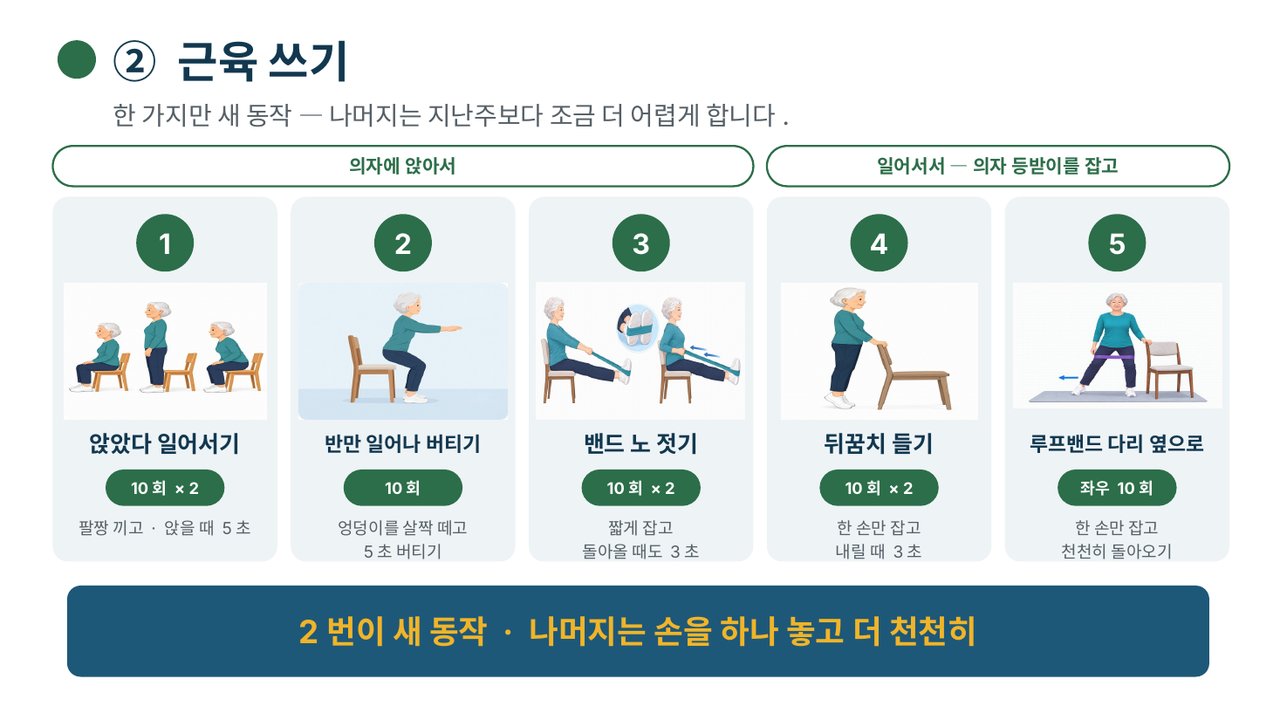 ② 근육 쓰기
한 가지만 새 동작 — 나머지는 지난주보다 조금 더 어렵게 합니다 .
의자에 앉아서
일어서서 — 의자 등받이를 잡고
1
앉았다 일어서기
10 회 × 2
팔짱 끼고 · 앉을 때 5 초
2
반만 일어나 버티기
10 회
엉덩이를 살짝 떼고
5 초 버티기
3
밴드 노 젓기
10 회 × 2
짧게 잡고
돌아올 때도 3 초
4
뒤꿈치 들기
10 회 × 2
한 손만 잡고
내릴 때 3 초
5
루프밴드 다리 옆으로
좌우 10 회
한 손만 잡고
천천히 돌아오기
2 번이 새 동작 · 나머지는 손을 하나 놓고 더 천천히